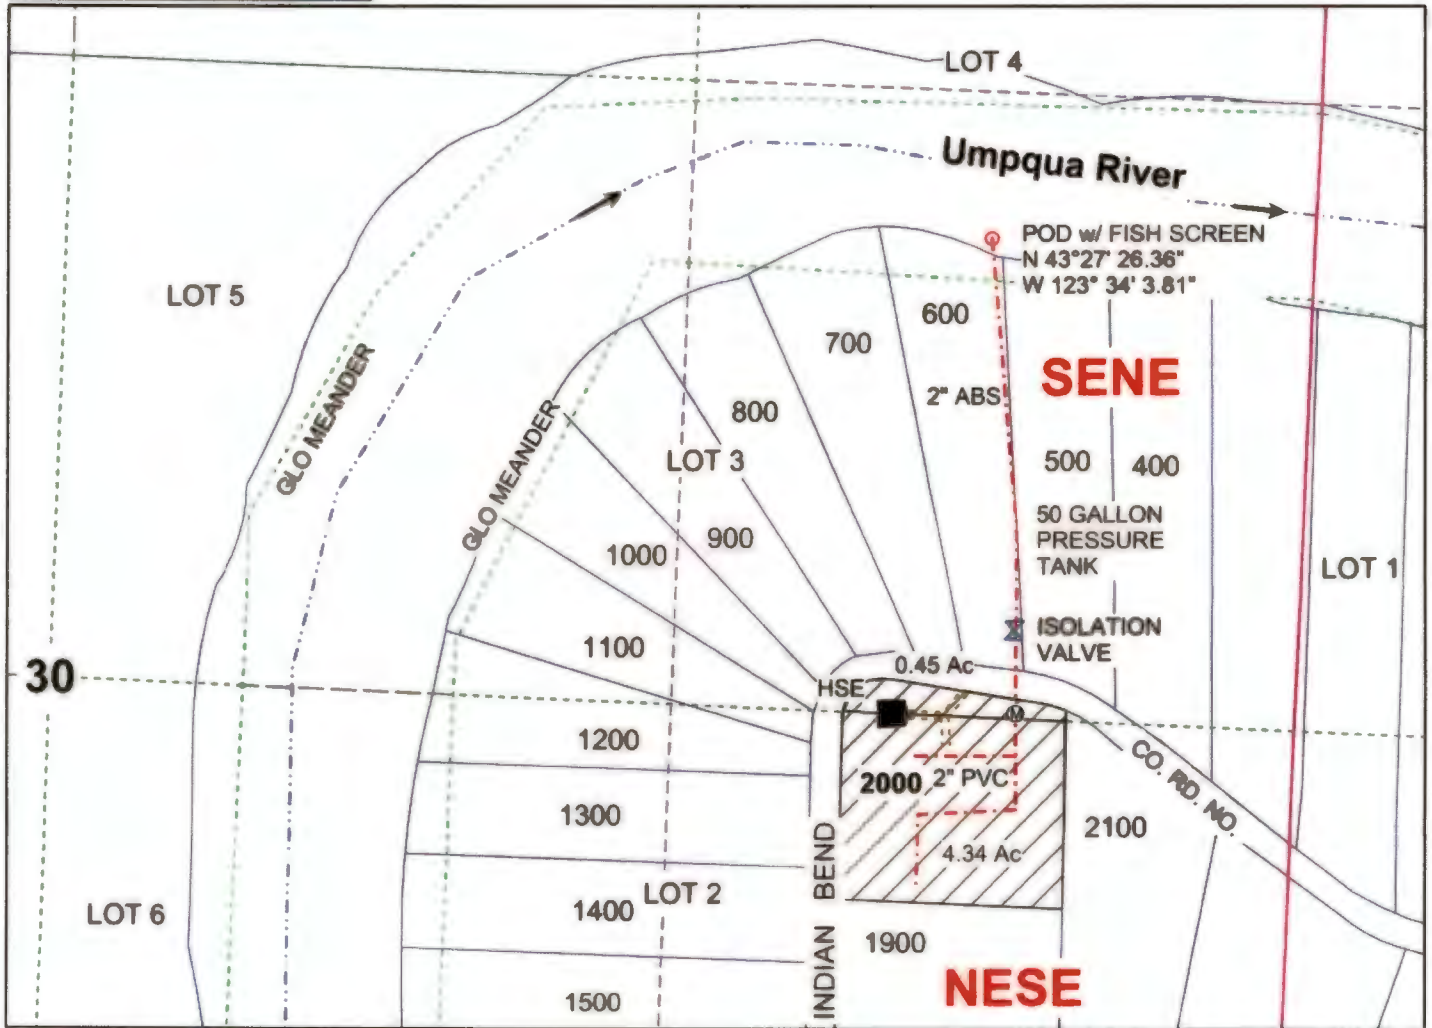 LOT 4
Umpqua River
POD w/ FISH SCREEN
N 43°27' 26.36"
W 123° 34' 3.81"
LOT 5
600
700
SENE
GLO MEANDER
2" ABS
800
GLO MEANDER
LOT 3
500
400
50 GALLON
PRESSURE
TANK
900
1000
LOT 1
ISOLATION
VALVE
1100
0.45 Ac
30
HSE
M
1200
CO. RD. NO.
2000
2" PVC
1300
2100
4.34 Ac
INDIAN BEND
LOT 2
LOT 6
1400
1900
NESE
1500